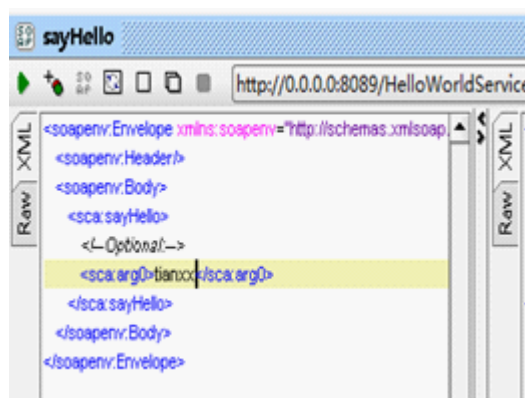 sayHello
http://0.0.0.0:8089/HelloWorldService
XML
Raw
<soapenv:Envelope xmlns:soapenv="http://schemas.xmlsoap.
<soapenv:Header/>
<soapenv:Body>
<sca:sayHello>
<!--Optional:-->
<sca:arg0>tianxx</sca:arg0>
</sca:sayHello>
</soapenv:Body>
</soapenv:Envelope>
XML
Raw